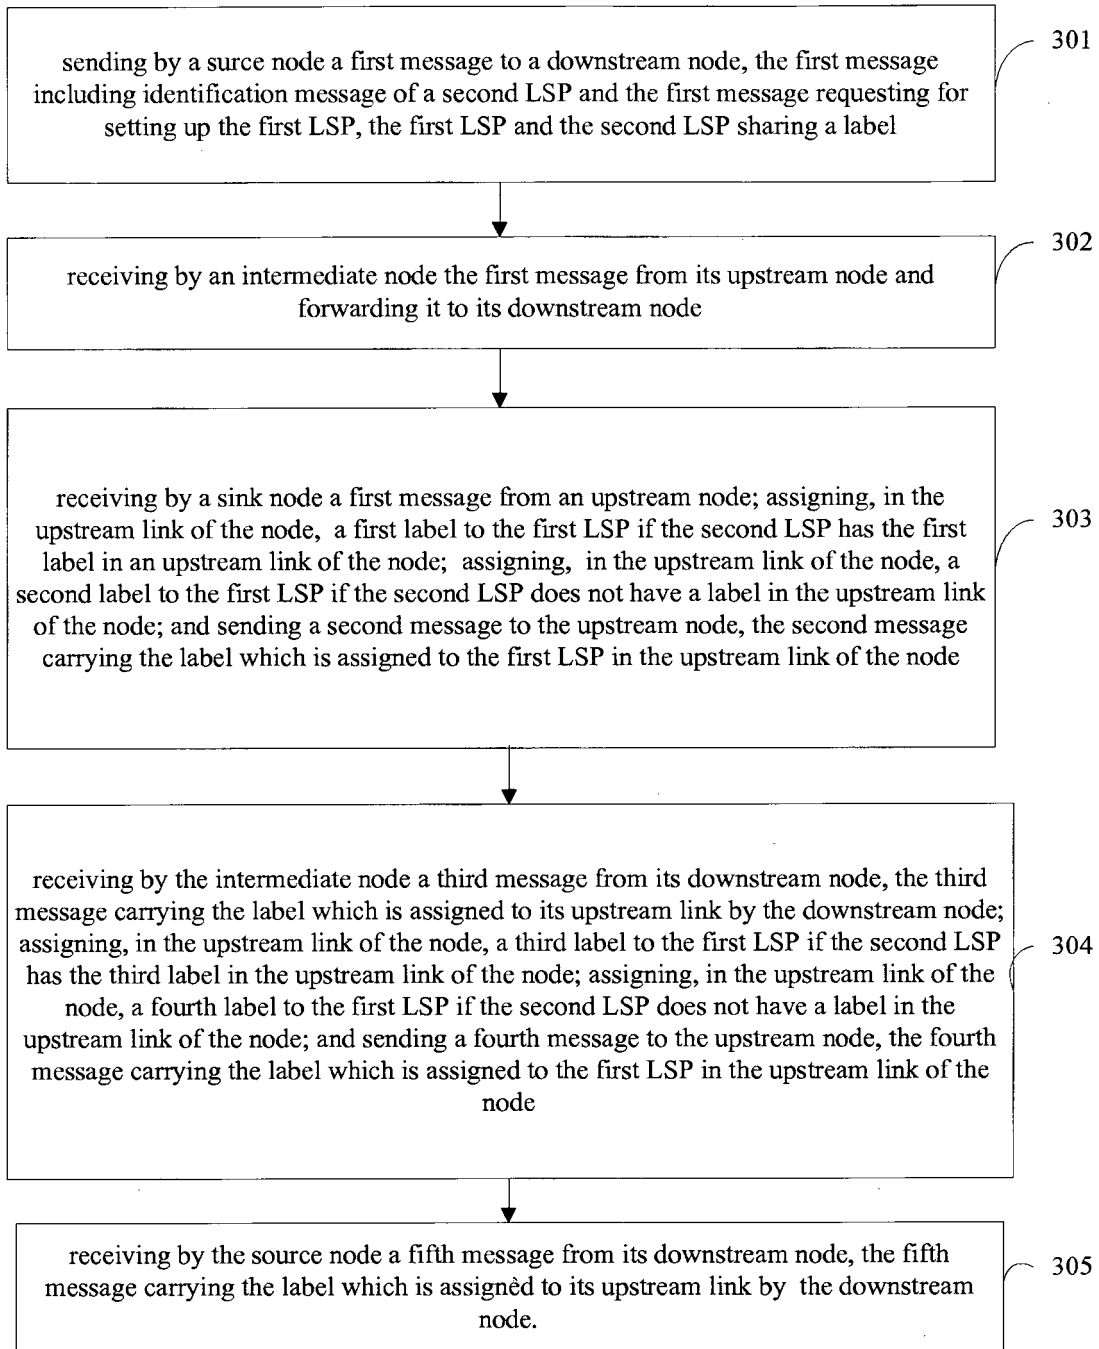 sending by a surce node a first message to a downstream node, the first message
including identification message of a second LSP and the first message requesting for
setting up the first LSP, the first LSP and the second LSP sharing a label
301
receiving by an intermediate node the first message from its upstream node and
forwarding it to its downstream node
302
receiving by a sink node a first message from an upstream node; assigning, in the
upstream link of the node, a first label to the first LSP if the second LSP has the first
label in an upstream link of the node; assigning, in the upstream link of the node, a
second label to the first LSP if the second LSP does not have a label in the upstream link
of the node; and sending a second message to the upstream node, the second message
carrying the label which is assigned to the first LSP in the upstream link of the node
303
receiving by the intermediate node a third message from its downstream node, the third
message carrying the label which is assigned to its upstream link by the downstream node;
assigning, in the upstream link of the node, a third label to the first LSP if the second LSP
has the third label in the upstream link of the node; assigning, in the upstream link of the
node, a fourth label to the first LSP if the second LSP does not have a label in the
upstream link of the node; and sending a fourth message to the upstream node, the fourth
message carrying the label which is assigned to the first LSP in the upstream link of the
node
304
receiving by the source node a fifth message from its downstream node, the fifth
message carrying the label which is assigned to its upstream link by the downstream
node.
305